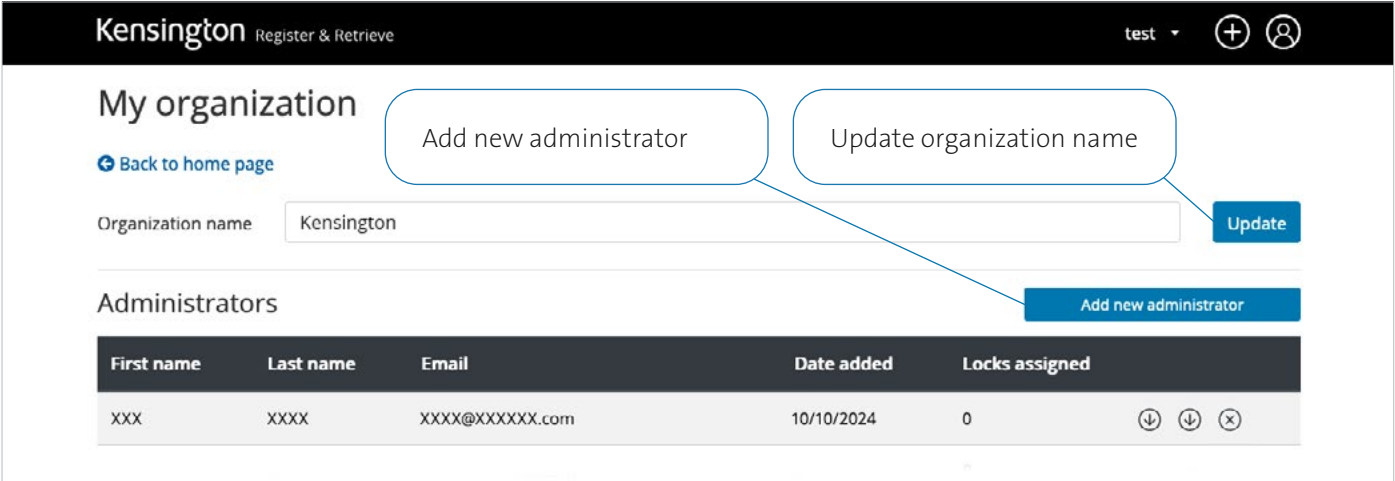 Kensington Register & Retrieve test
My organization
Add new administrator
Update organization name
Back to home page
Organization name Kensington Update
Administrators Add new administrator
First name Last name Email Date added Locks assigned
XXX XXXX XXXX@XXXXXX.com 10/10/2024 0